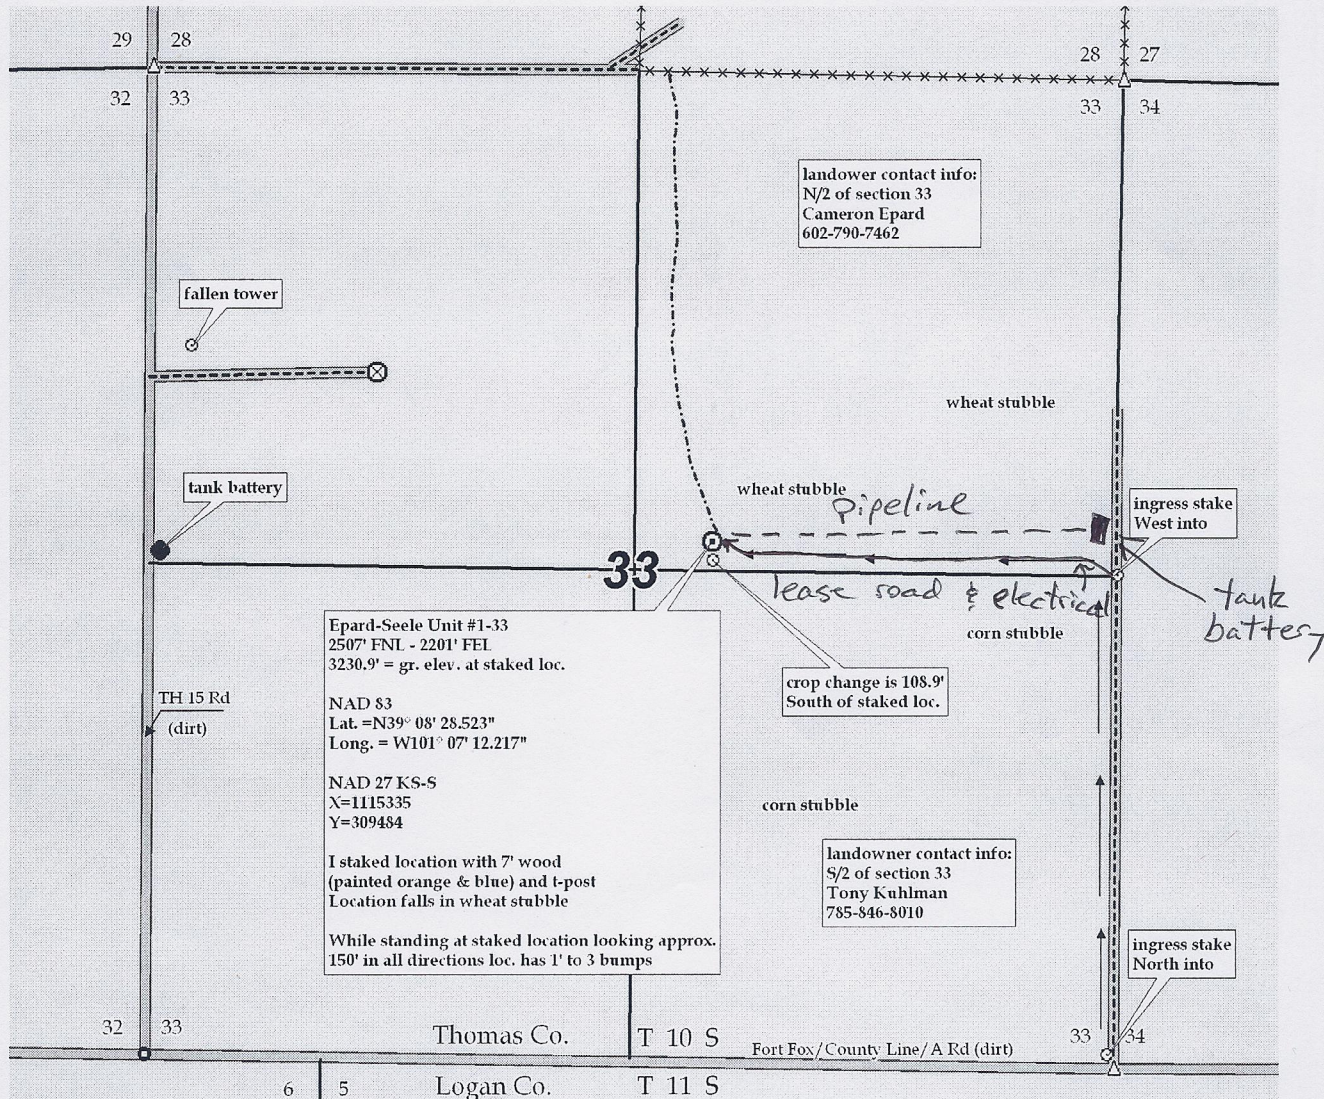 29 28
28 27
32 33
33 34
landower contact info:
N/2 of section 33
Cameron Epard
602-790-7462
fallen tower
wheat stubble
tank battery
wheat stubble
pipeline
ingress stake
West into
33
lease road & electrical
tank
battery
corn stubble
Epard-Seele Unit #1-33
2507' FNL - 2201' FEL
3230.9' = gr. elev. at staked loc.
NAD 83
Lat. =N39° 08' 28.523"
Long. = W101° 07' 12.217"
NAD 27 KS-S
X=1115335
Y=309484
I staked location with 7' wood
(painted orange & blue) and t-post
Location falls in wheat stubble
While standing at staked location looking approx.
150' in all directions loc. has 1' to 3 bumps
crop change is 108.9'
South of staked loc.
TH 15 Rd
(dirt)
corn stubble
landowner contact info:
S/2 of section 33
Tony Kuhlman
785-846-8010
ingress stake
North into
32 33
33 34
Thomas Co.
T 10 S
Fort Fox/County Line/A Rd (dirt)
6 5
Logan Co.
T 11 S